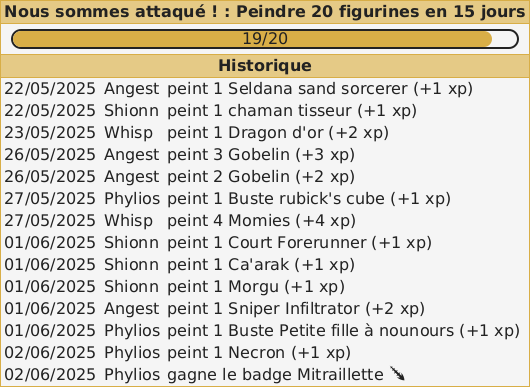 Nous sommes attaqué ! : Peindre 20 figurines en 15 jours
19/20
Historique
22/05/2025 Angest peint 1 Seldana sand sorcerer (+1 xp)
22/05/2025 Shionn peint 1 chaman tisseur (+1 xp)
23/05/2025 Whisp peint 1 Dragon d'or (+2 xp)
26/05/2025 Angest peint 3 Gobelin (+3 xp)
26/05/2025 Angest peint 2 Gobelin (+2 xp)
27/05/2025 Phylios peint 1 Buste rubick's cube (+1 xp)
27/05/2025 Whisp peint 4 Momies (+4 xp)
01/06/2025 Shionn peint 1 Court Forerunner (+1 xp)
01/06/2025 Shionn peint 1 Ca'arak (+1 xp)
01/06/2025 Shionn peint 1 Morgu (+1 xp)
01/06/2025 Angest peint 1 Sniper Infiltrator (+2 xp)
01/06/2025 Phylios peint 1 Buste Petite fille à nounours (+1 xp)
02/06/2025 Phylios peint 1 Necron (+1 xp)
02/06/2025 Phylios gagne le badge Mitraillette